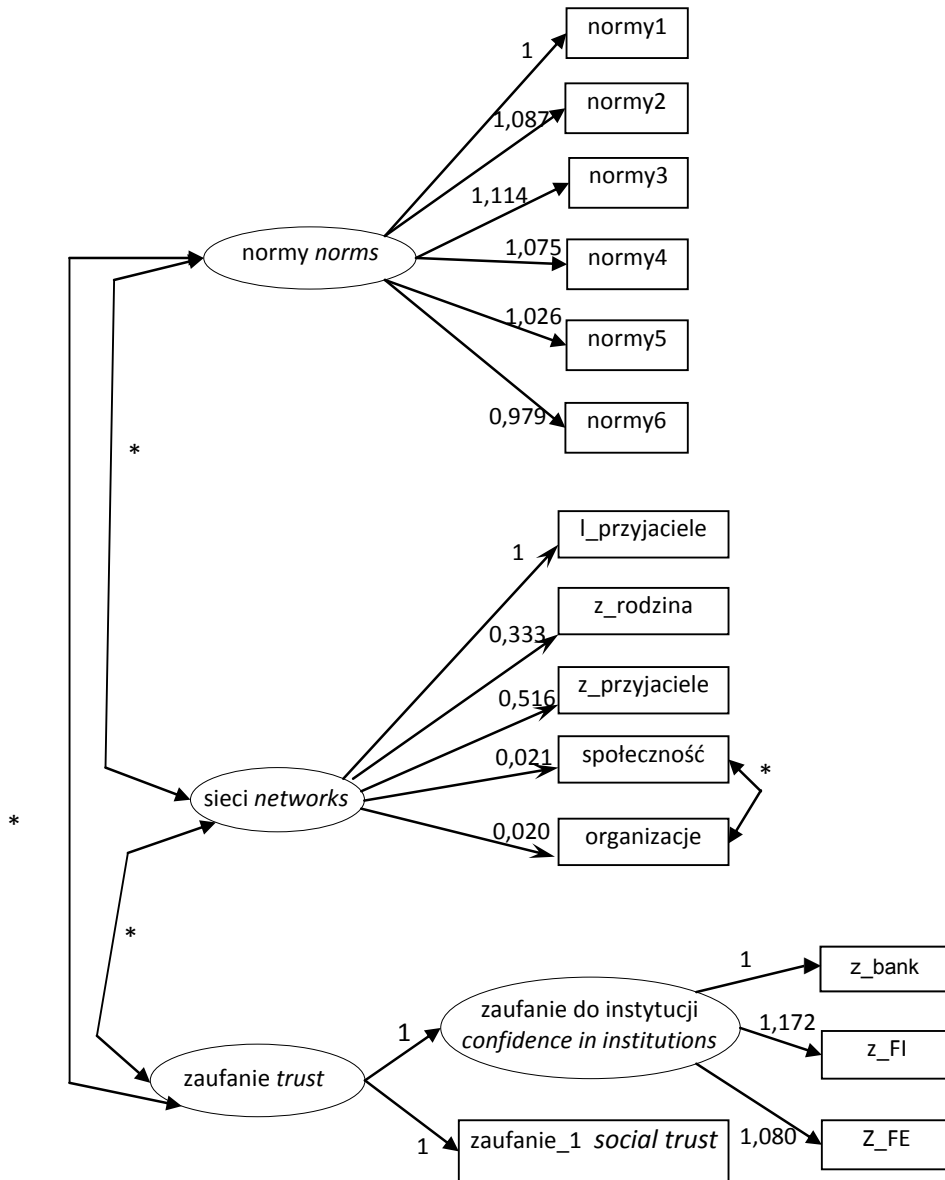 normy1
1
normy2
1,087
normy3
1,114
normy norms
1,075
normy4
1,026
normy5
0,979
normy6
*
l_przyjaciele
1
z_rodzina
0,333
z_przyjaciele
0,516
społeczność
0,021
*
sieci networks
*
0,020
organizacje
*
1
z_bank
zaufanie do instytucji
confidence in institutions
1,172
z_FI
1
zaufanie trust
1
zaufanie_1 social trust
1,080
Z_FE